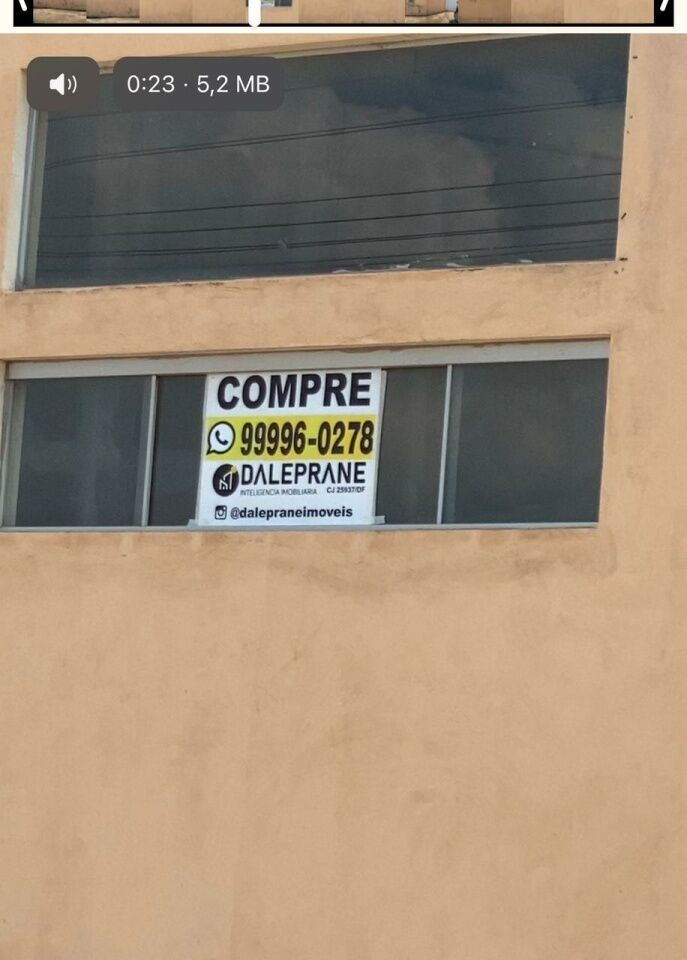 0:23 · 5,2 MB
COMPRE
99996-0278
DALEPRANE
INTELIGÊNCIA IMOBILIÁRIA CJ 25937/DF
@dalepraneimoveis